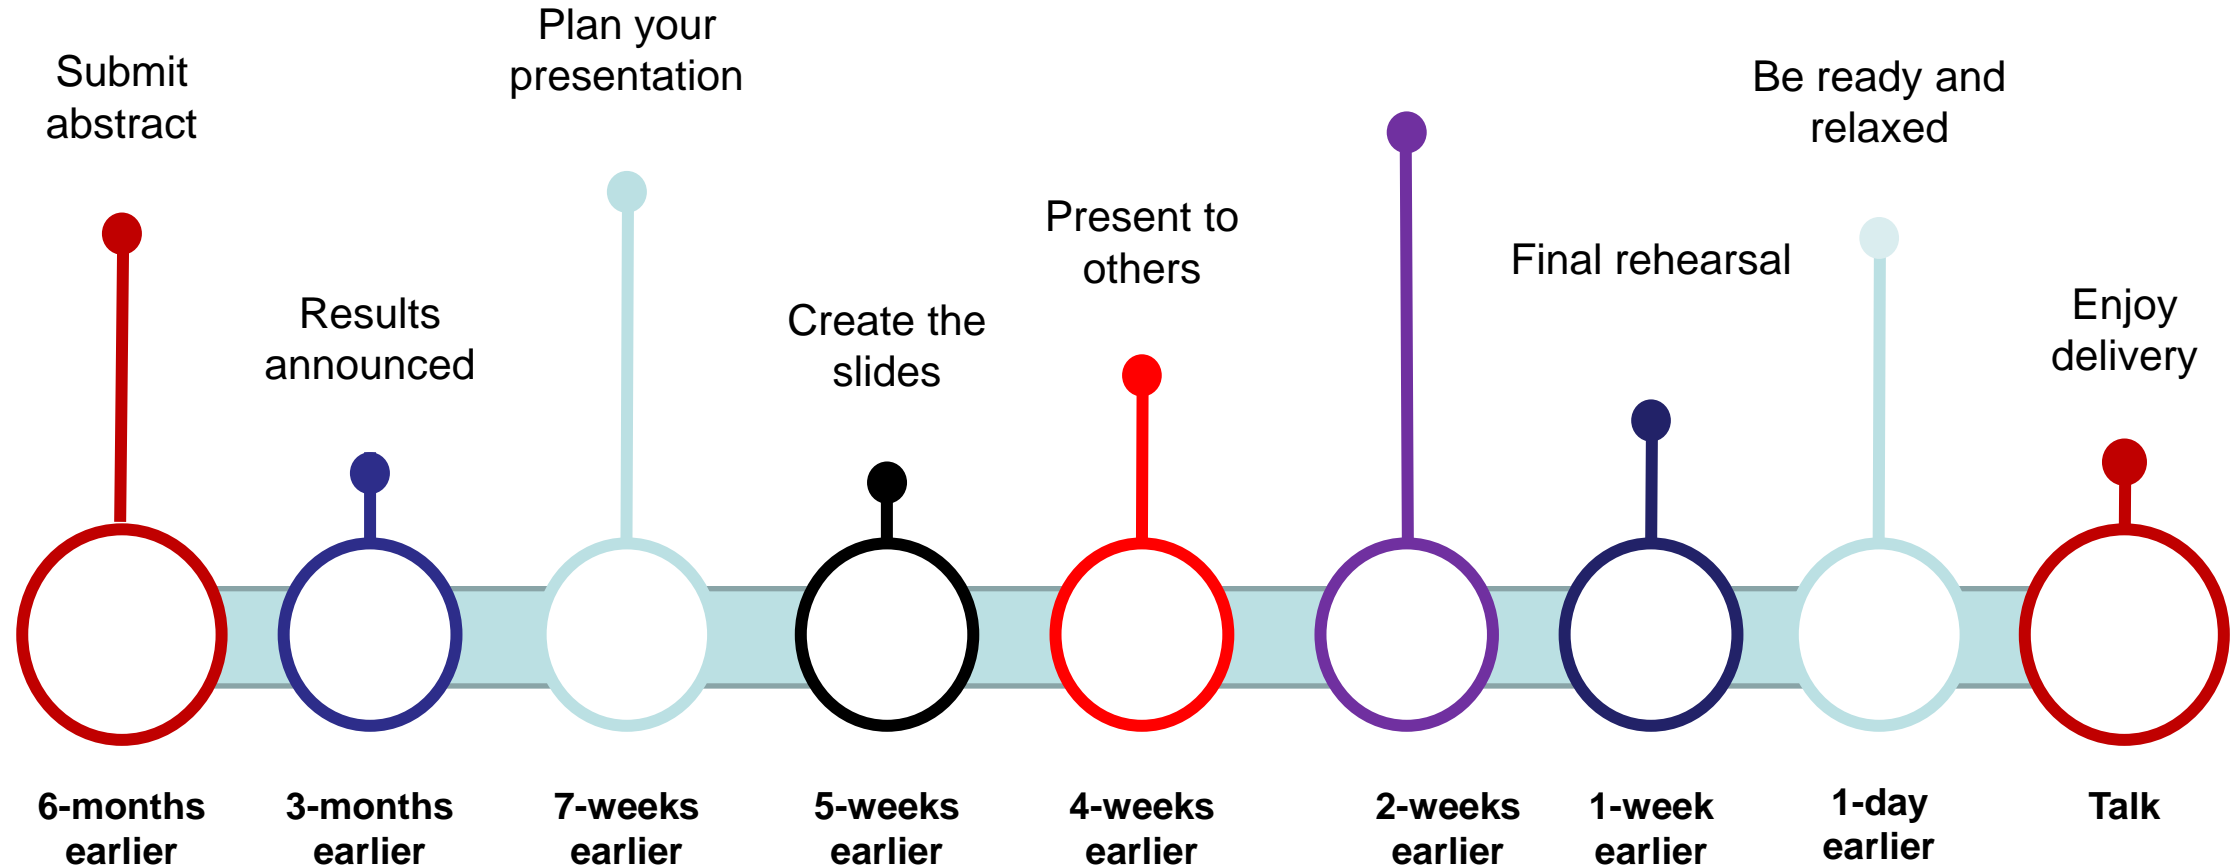 Submit
abstract
Results
announced
Plan your
presentation
Create the
slides
Present to
others
Final rehearsal
Be ready and
relaxed
Enjoy
delivery
6-months
earlier
3-months
earlier
7-weeks
earlier
5-weeks
earlier
4-weeks
earlier
2-weeks
earlier
1-week
earlier
1-day
earlier
Talk